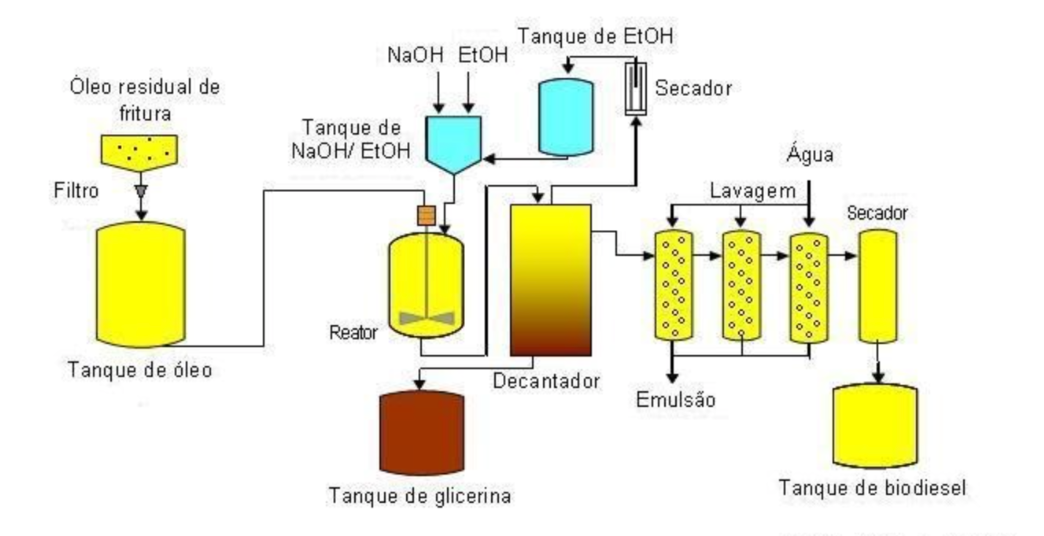 Tanque de EtOH
NaOH EtOH
Secador
Óleo residual de
fritura
Tanque de
NaOH/ EtOH
Água
Filtro
Lavagem
Secador
Reator
Tanque de óleo
Decantador
Emulsão
Tanque de glicerina
Tanque de biodiesel